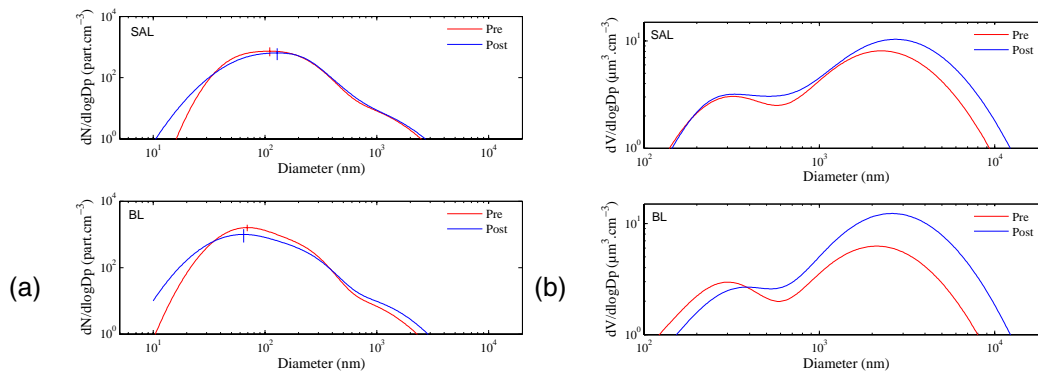 (a)
SAL
Pre
Post
dN/dlogDp (part.cm⁻³)
10⁴
10²
10⁰
10¹ 10² 10³ 10⁴
Diameter (nm)
BL
Pre
Post
dN/dlogDp (part.cm⁻³)
10⁴
10²
10⁰
10¹ 10² 10³ 10⁴
Diameter (nm)
(b)
SAL
Pre
Post
dV/dlogDp (μm³.cm⁻³)
10¹
10⁰
10² 10³ 10⁴
Diameter (nm)
BL
Pre
Post
dV/dlogDp (μm³.cm⁻³)
10¹
10⁰
10² 10³ 10⁴
Diameter (nm)